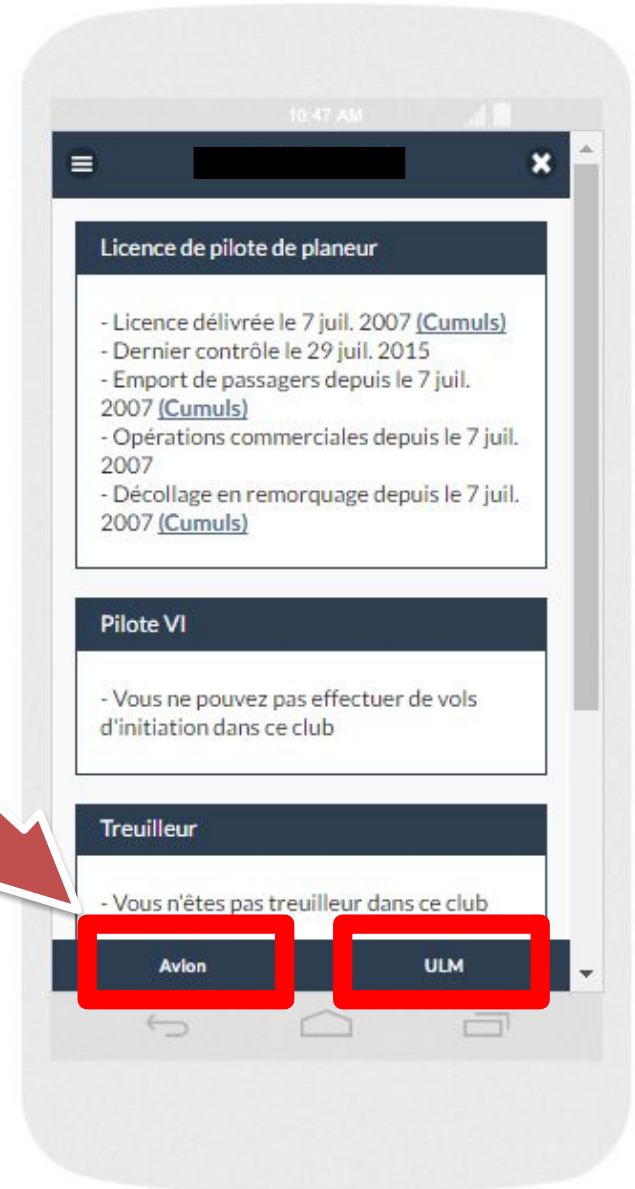 10:47 AM
Licence de pilote de planeur
- Licence délivrée le 7 juil. 2007 (Cumuls)
- Dernier contrôle le 29 juil. 2015
- Emport de passagers depuis le 7 juil.
2007 (Cumuls)
- Opérations commerciales depuis le 7 juil.
2007
- Décollage en remorquage depuis le 7 juil.
2007 (Cumuls)
Pilote VI
- Vous ne pouvez pas effectuer de vols
d'initiation dans ce club
Treuilleur
- Vous n'êtes pas treuilleur dans ce club
Avion
ULM